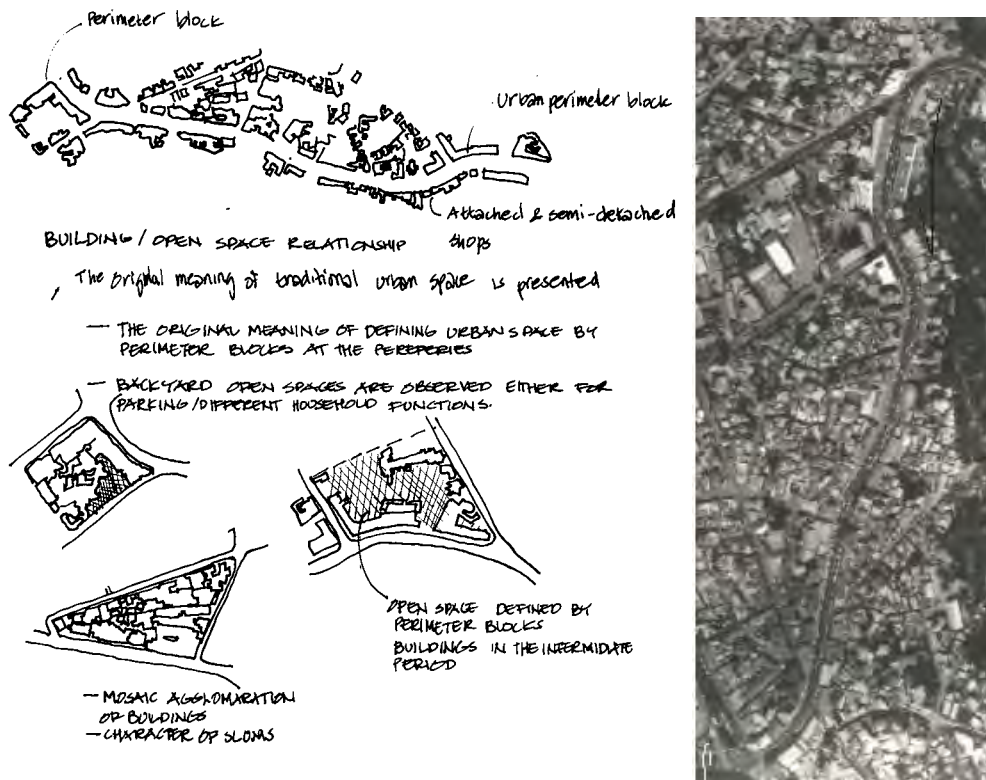 Perimeter block
Urban perimeter block
Attached & semi-detached
shops
BUILDING / OPEN SPACE RELATIONSHIP
The original meaning of traditional urban space is presented
— THE ORIGINAL MEANING OF DEFINING URBAN SPACE BY
PERIMETER BLOCKS AT THE PEREPERIES
— BACKYARD OPEN SPACES ARE OBSERVED EITHER FOR
PARKING/DIFFERENT HOUSEHOLD FUNCTIONS.
OPEN SPACE DEFINED BY
PERIMETER BLOCKS
BUILDINGS IN THE INTERMIDIATE
PERIOD
— MOSAIC AGGLOMARATION
OF BUILDINGS
— CHARACTER OF SLUMS